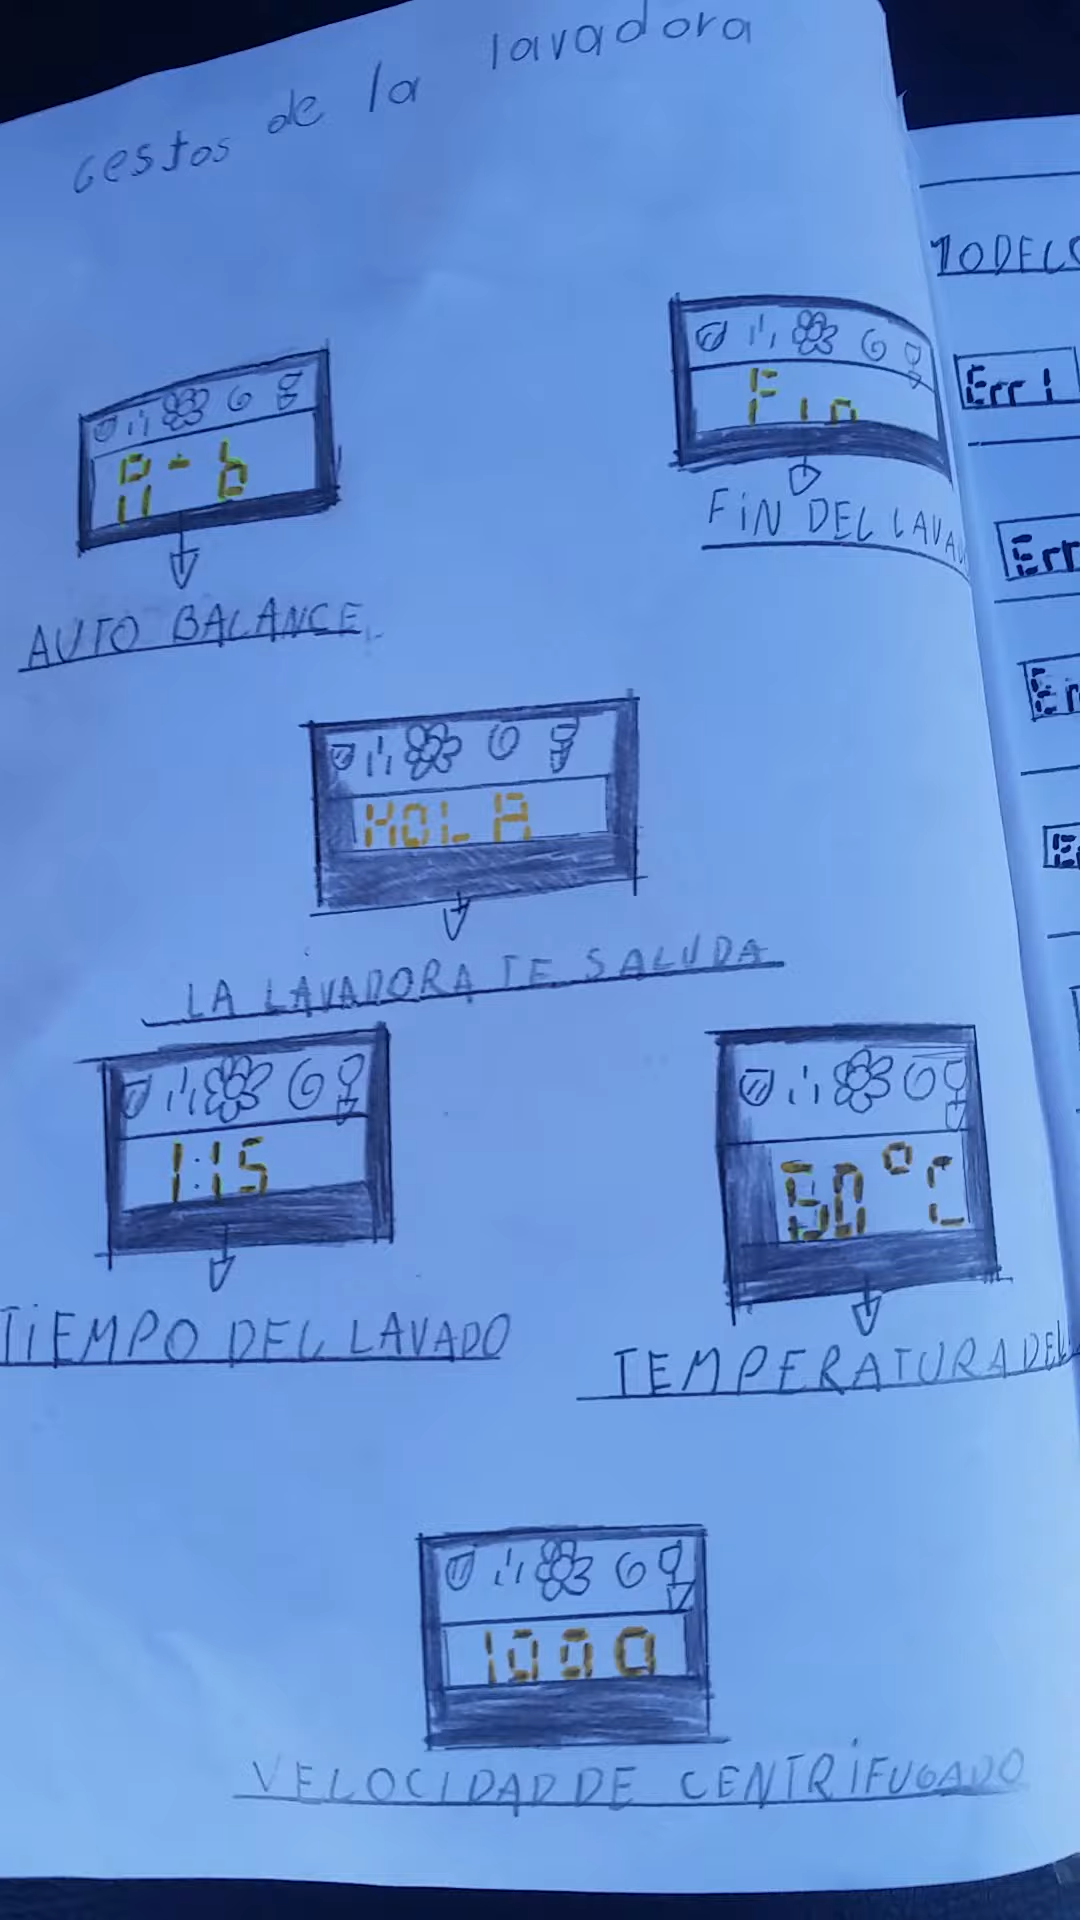 Gestos de la lavadora
A-b
AUTO BALANCE
Fin
FiN DEL LAVA
HOLA
LA LAVADORA TE SALUDA
1:15
TiEMPO DEL LAVADO
50°C
TEMPERATURA DEL
1000
VELOCIDAD DE CENTRiFUGADO
Err 1
Err